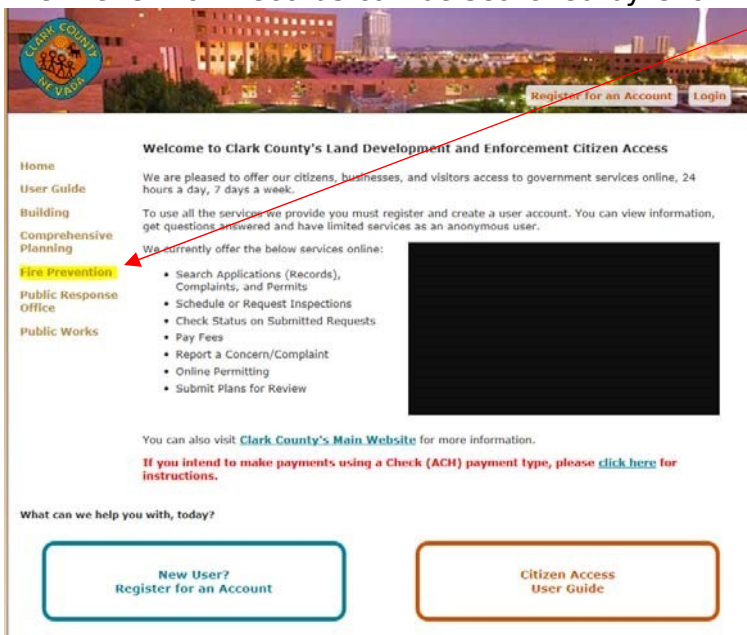 CLARK COUNTY
NEVADA
Register for an Account Login
Welcome to Clark County's Land Development and Enforcement Citizen Access
Home
User Guide
Building
Comprehensive
Planning
Fire Prevention
Public Response
Office
Public Works
We are pleased to offer our citizens, businesses, and visitors access to government services online, 24
hours a day, 7 days a week.
To use all the services we provide you must register and create a user account. You can view information,
get questions answered and have limited services as an anonymous user.
We currently offer the below services online:
• Search Applications (Records),
Complaints, and Permits
• Schedule or Request Inspections
• Check Status on Submitted Requests
• Pay Fees
• Report a Concern/Complaint
• Online Permitting
• Submit Plans for Review
You can also visit Clark County's Main Website for more information.
If you intend to make payments using a Check (ACH) payment type, please click here for
instructions.
What can we help you with, today?
New User?
Register for an Account
Citizen Access
User Guide